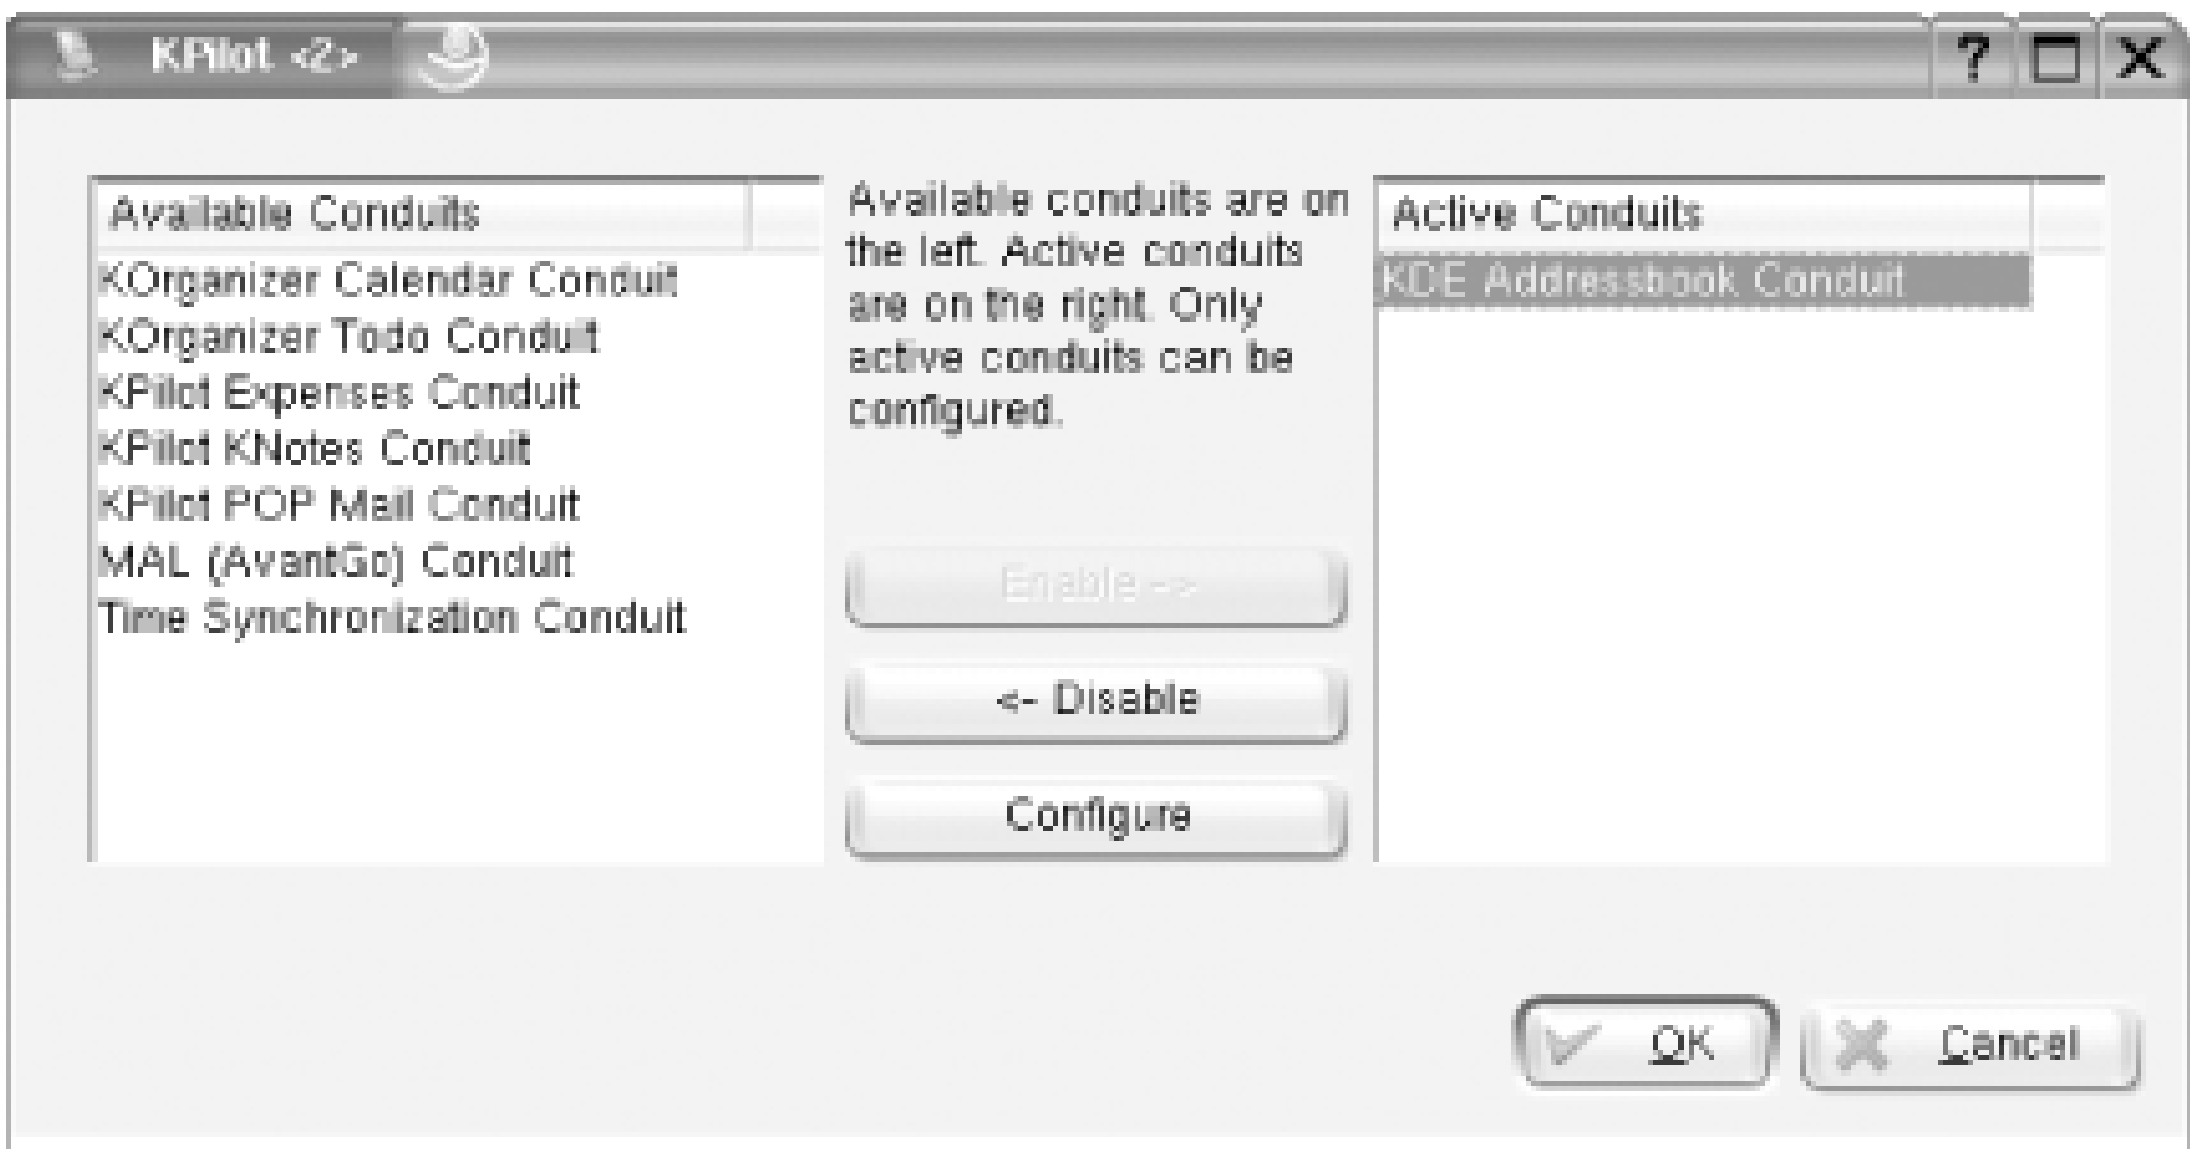 KPilot <2>
?
Available Conduits
KOrganizer Calendar Conduit
KOrganizer Todo Conduit
KPilot Expenses Conduit
KPilot KNotes Conduit
KPilot POP Mail Conduit
MAL (AvantGo) Conduit
Time Synchronization Conduit
Available conduits are on
the left. Active conduits
are on the right. Only
active conduits can be
configured.
Enable ->
<- Disable
Configure
Active Conduits
KDE Addressbook Conduit
OK
Cancel